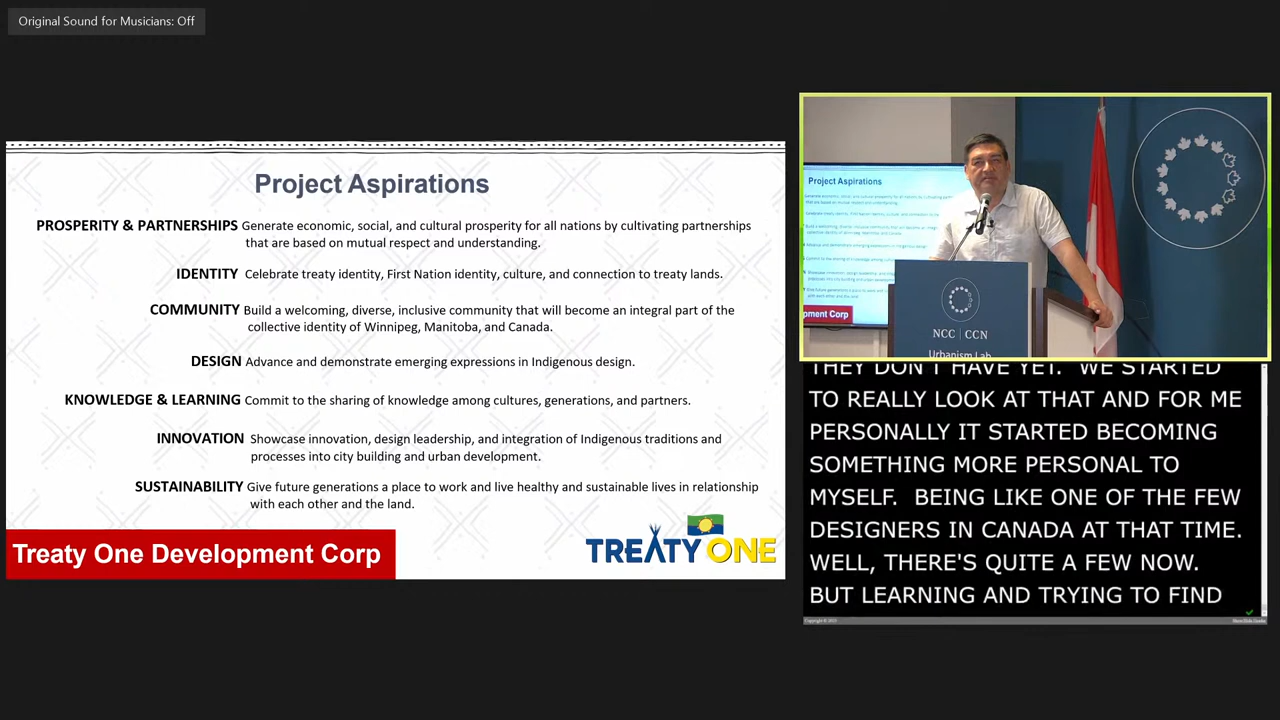 Original Sound for Musicians: Off
Project Aspirations
PROSPERITY & PARTNERSHIPS Generate economic, social, and cultural prosperity for all nations by cultivating partnerships
that are based on mutual respect and understanding.
IDENTITY Celebrate treaty identity, First Nation identity, culture, and connection to treaty lands.
COMMUNITY Build a welcoming, diverse, inclusive community that will become an integral part of the
collective identity of Winnipeg, Manitoba, and Canada.
DESIGN Advance and demonstrate emerging expressions in Indigenous design.
KNOWLEDGE & LEARNING Commit to the sharing of knowledge among cultures, generations, and partners.
INNOVATION Showcase innovation, design leadership, and integration of Indigenous traditions and
processes into city building and urban development.
SUSTAINABILITY Give future generations a place to work and live healthy and sustainable lives in relationship
with each other and the land.
Treaty One Development Corp
TREATY ONE
Project Aspirations
pment Corp
NCC | CCN
Urbanism Lab
THEY DON'T HAVE YET. WE STARTED
TO REALLY LOOK AT THAT AND FOR ME
PERSONALLY IT STARTED BECOMING
SOMETHING MORE PERSONAL TO
MYSELF. BEING LIKE ONE OF THE FEW
DESIGNERS IN CANADA AT THAT TIME.
WELL, THERE'S QUITE A FEW NOW.
BUT LEARNING AND TRYING TO FIND